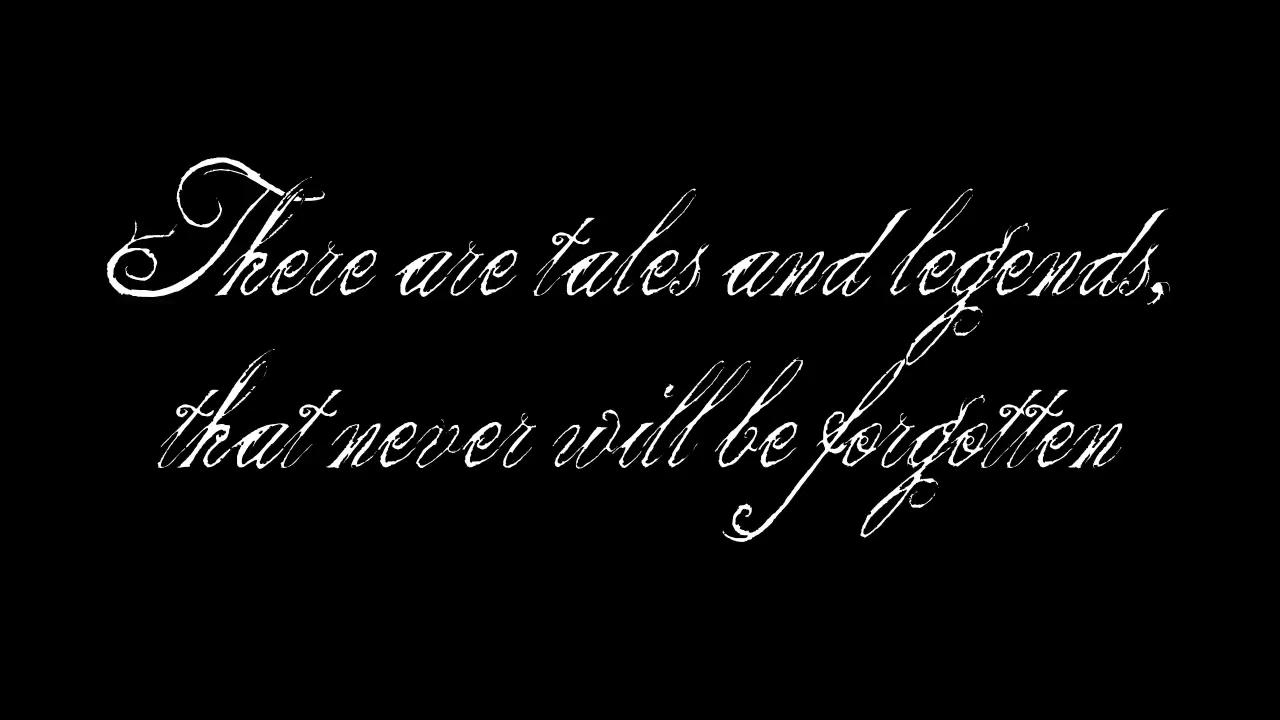 There are tales and legends,
that never will be forgotten